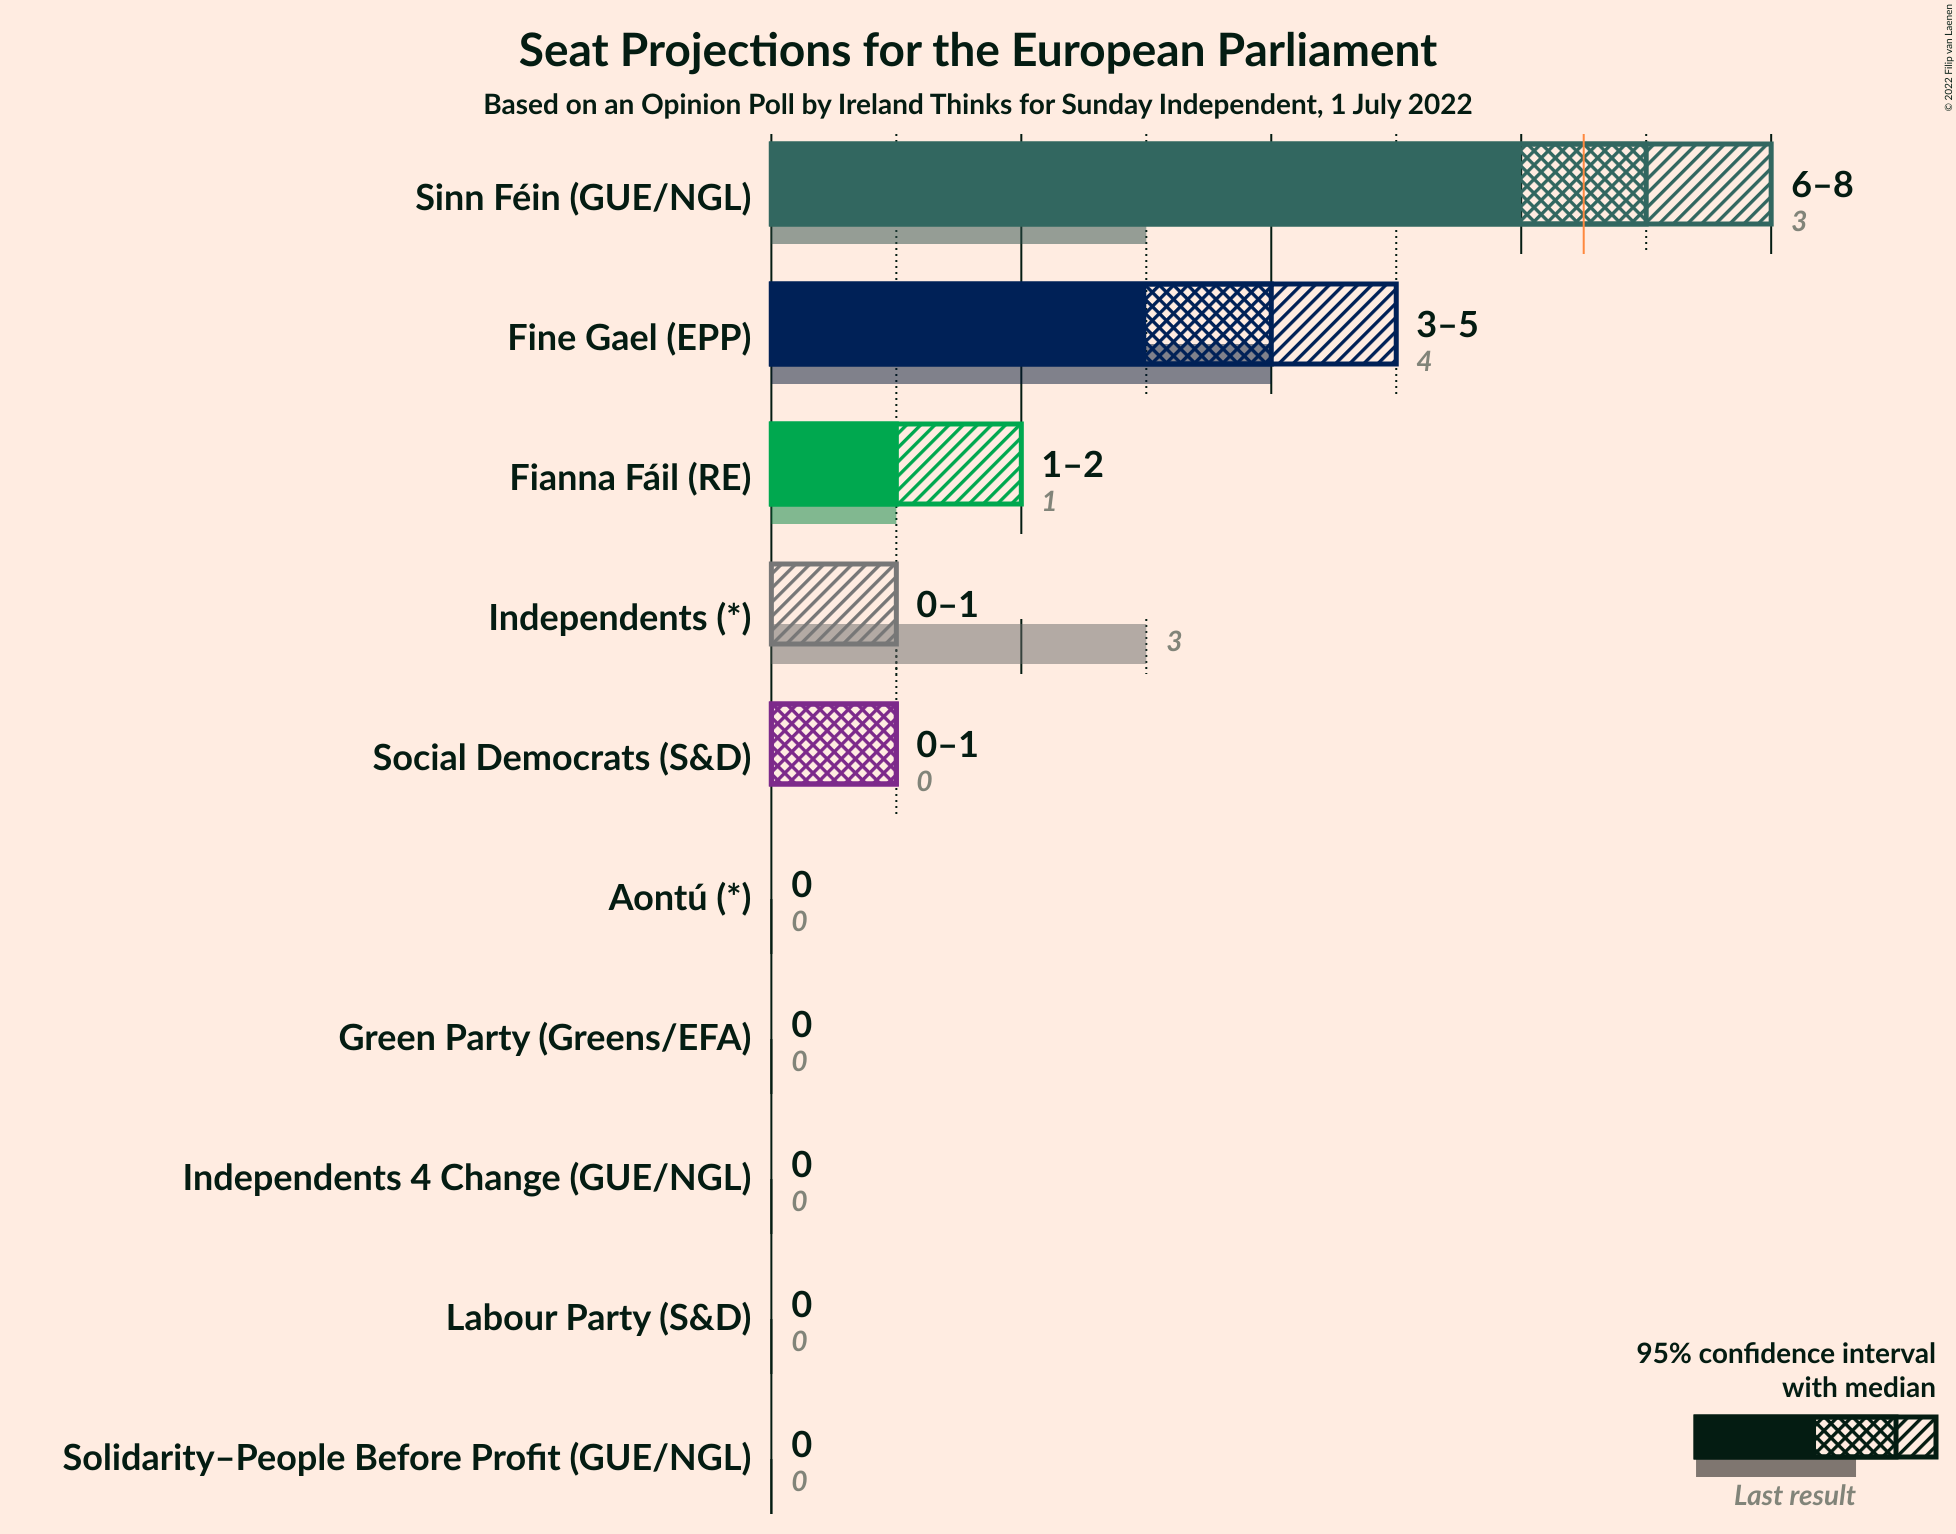 Seat Projections for the European Parliament
Based on an Opinion Poll by Ireland Thinks for Sunday Independent, 1 July 2022
© 2022 Filip van Laenen
Sinn Féin (GUE/NGL)
6–8
3
Fine Gael (EPP)
3–5
4
Fianna Fáil (RE)
1–2
1
Independents (*)
0–1
3
Social Democrats (S&D)
0–1
0
Aontú (*)
0
0
Green Party (Greens/EFA)
0
0
Independents 4 Change (GUE/NGL)
0
0
Labour Party (S&D)
0
0
Solidarity–People Before Profit (GUE/NGL)
0
0
95% confidence interval
with median
Last result